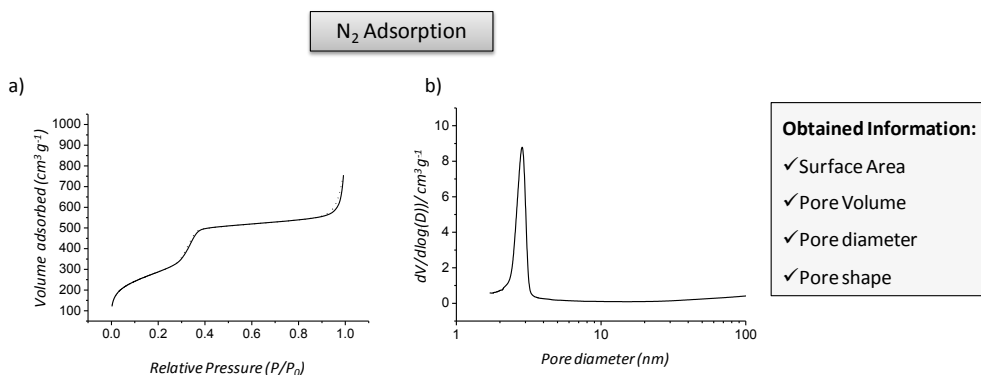 N₂ Adsorption
a)
Volume adsorbed (cm³ g⁻¹)
1000
900
800
700
600
500
400
300
200
100
0.0 0.2 0.4 0.6 0.8 1.0
Relative Pressure (P/P₀)
b)
dV/dlog(D))/ cm³ g⁻¹
10
8
6
4
2
0
1 10 100
Pore diameter (nm)
Obtained Information:
✓Surface Area
✓Pore Volume
✓Pore diameter
✓Pore shape